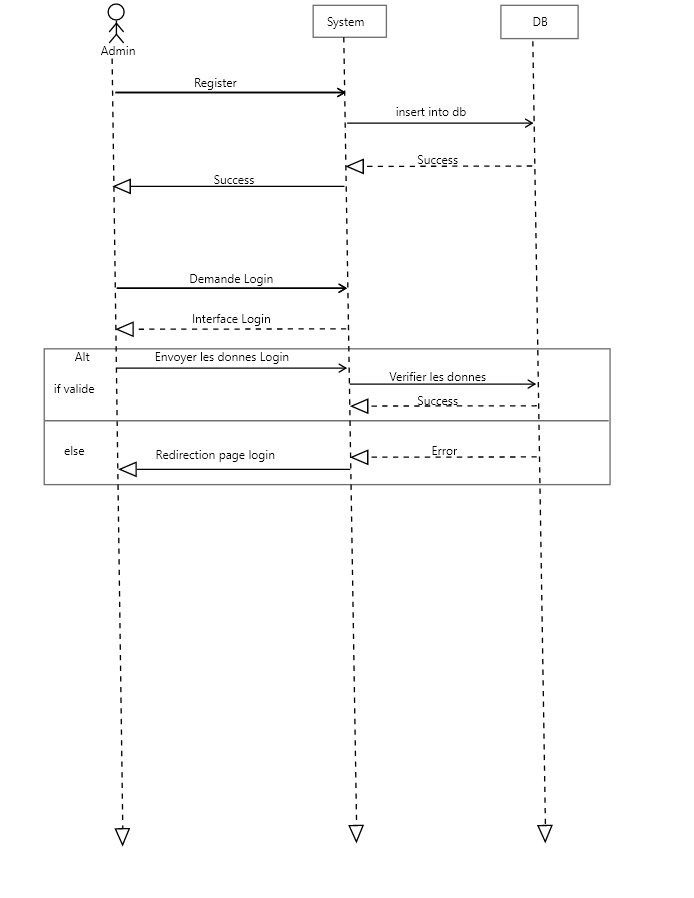 System
DB
Admin
Register
insert into db
Success
Success
Demande Login
Interface Login
Alt
Envoyer les donnes Login
Verifier les donnes
if valide
Success
else
Redirection page login
Error